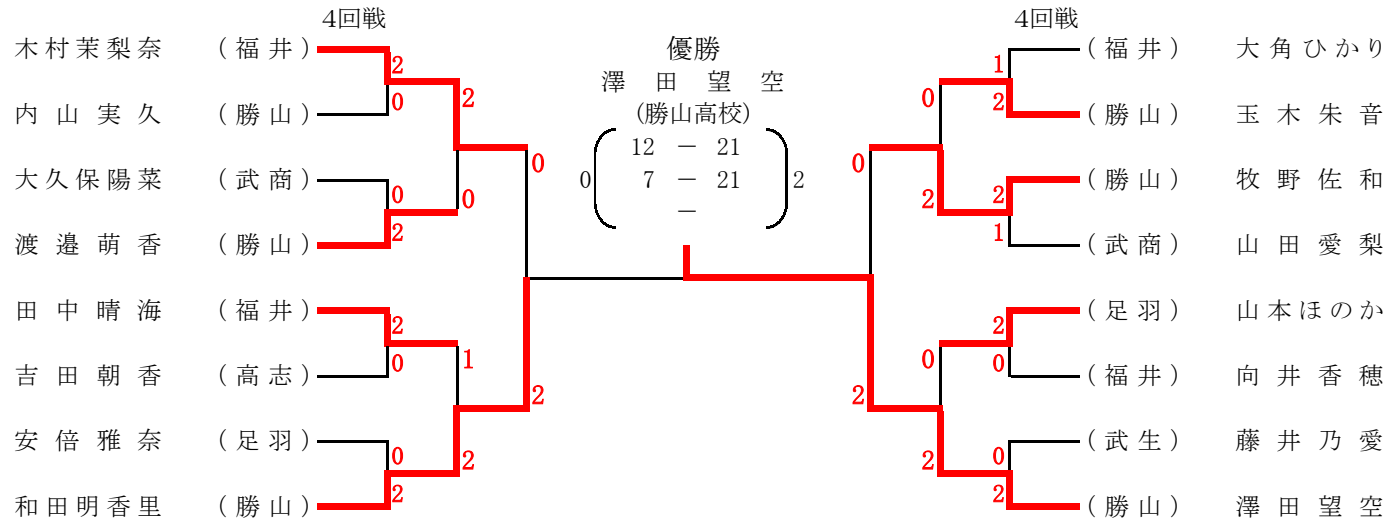 4回戦
木村茉梨奈 (福井)
2
0
内山実久 (勝山)
2
大久保陽菜 (武商)
0
0
2
渡邉萌香 (勝山)
0
田中晴海 (福井)
2
0
吉田朝香 (高志)
1
安倍雅奈 (足羽)
0
2
和田明香里 (勝山)
2
2
優勝
澤田望空
(勝山高校)
12 － 21
0 7 － 21 2
－
4回戦
(福井) 大角ひかり
1
2
(勝山) 玉木朱音
0
(勝山) 牧野佐和
2
1
(武商) 山田愛梨
2
0
(足羽) 山本ほのか
2
0
(福井) 向井香穂
0
(武生) 藤井乃愛
0
2
(勝山) 澤田望空
2
2